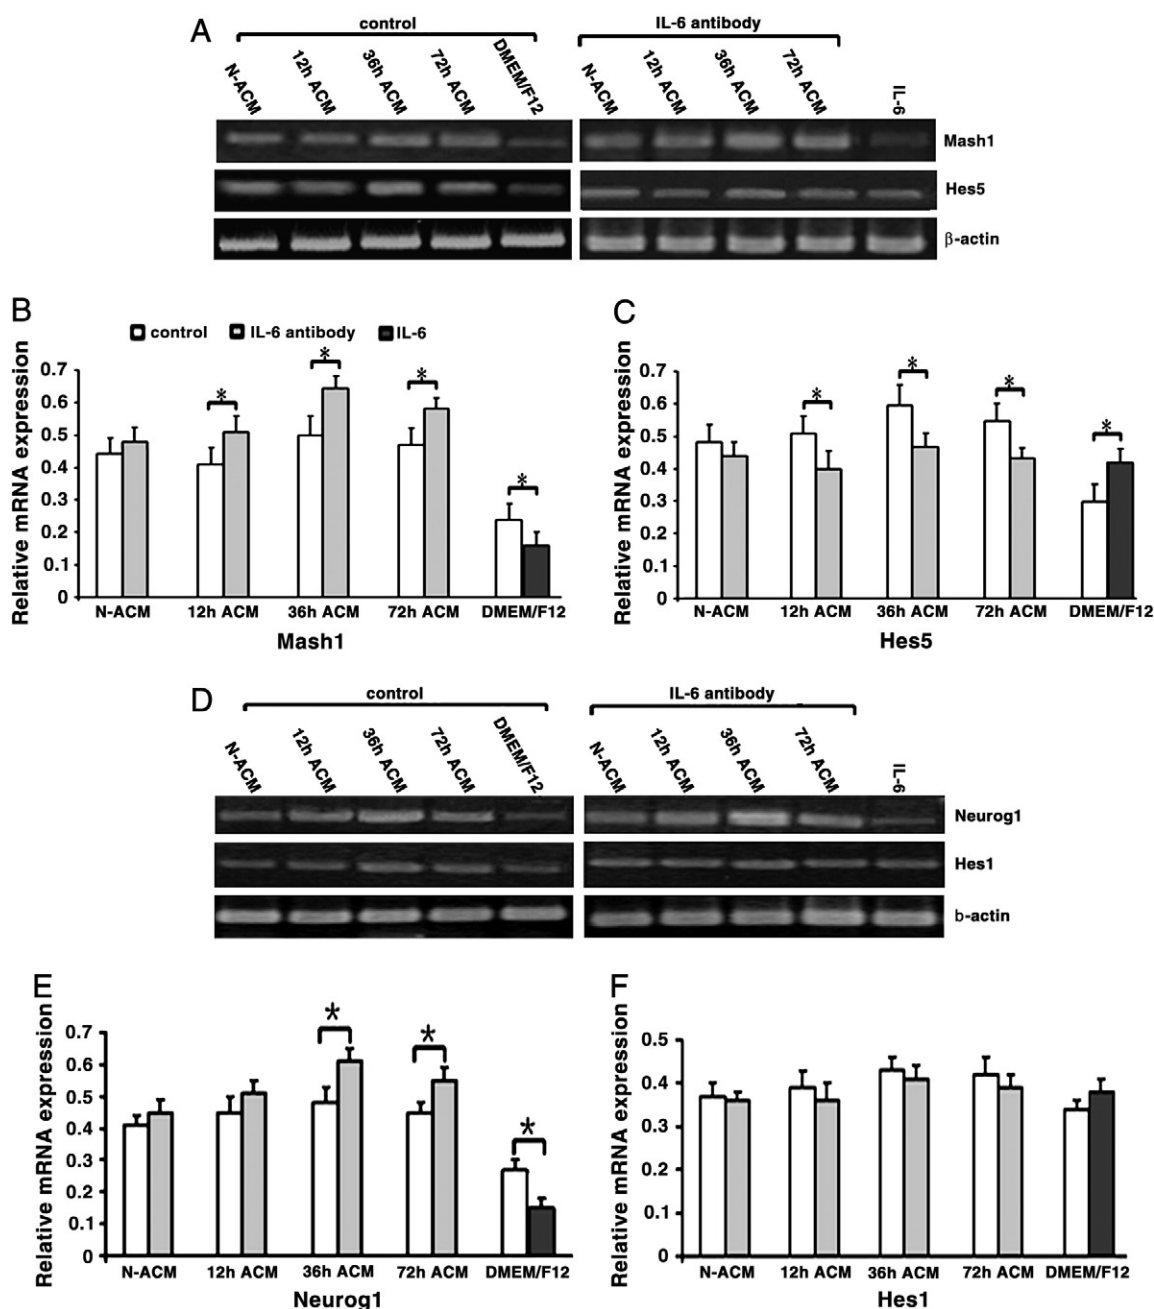 A
control
IL-6 antibody
N-ACM
12h ACM
36h ACM
72h ACM
DMEM/F12
N-ACM
12h ACM
36h ACM
72h ACM
IL-6
Mash1
Hes5
β-actin
B
control IL-6 antibody IL-6
Relative mRNA expression
0.7
0.6
0.5
0.4
0.3
0.2
0.1
0
* * * *
N-ACM 12h ACM 36h ACM 72h ACM DMEM/F12
Mash1
C
Relative mRNA expression
0.7
0.6
0.5
0.4
0.3
0.2
0.1
0
* * * *
N-ACM 12h ACM 36h ACM 72h ACM DMEM/F12
Hes5
D
control
IL-6 antibody
N-ACM
12h ACM
36h ACM
72h ACM
DMEM/F12
N-ACM
12h ACM
36h ACM
72h ACM
IL-6
Neurog1
Hes1
b-actin
E
Relative mRNA expression
0.7
0.6
0.5
0.4
0.3
0.2
0.1
0
* * *
N-ACM 12h ACM 36h ACM 72h ACM DMEM/F12
Neurog1
F
Relative mRNA expression
0.5
0.4
0.3
0.2
0.1
0
N-ACM 12h ACM 36h ACM 72h ACM DMEM/F12
Hes1